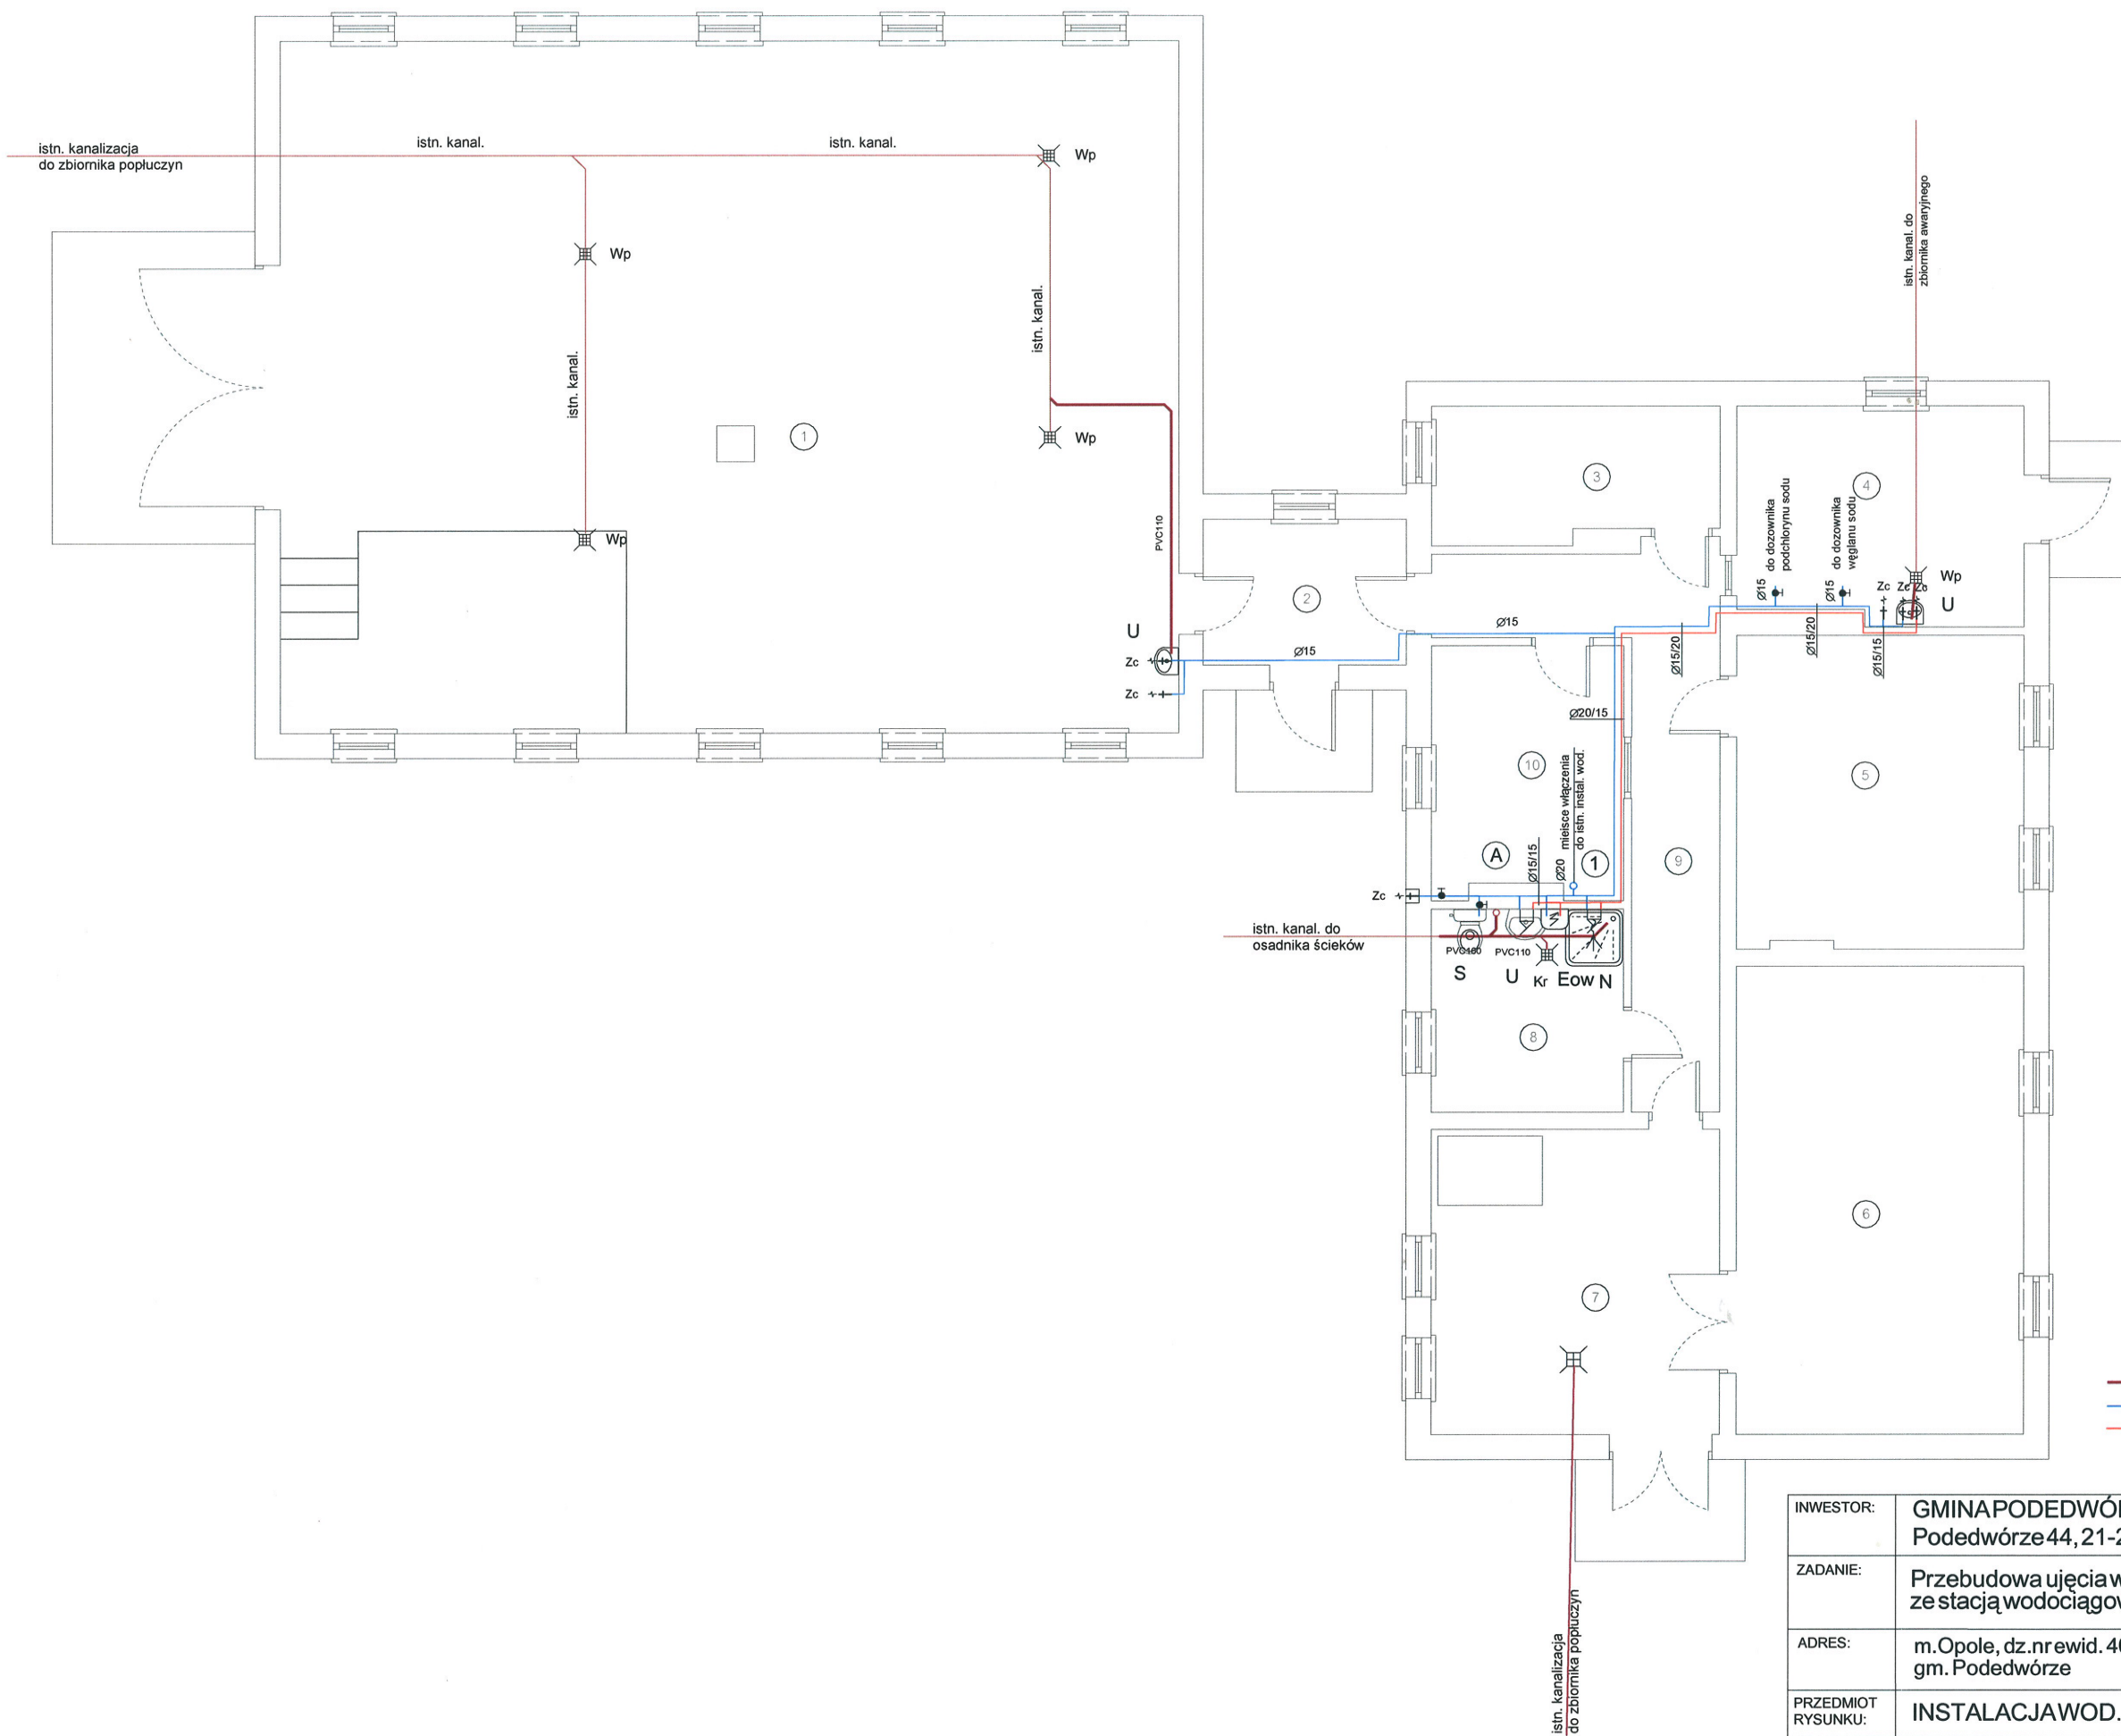 istn. kanalizacja
do zbiornika popłuczyn
istn. kanal.
istn. kanal.
Wp
Wp
istn. kanal.
istn. kanal.
Wp
Wp
1
PVC110
U
Zc
Zc
2
Ø15
Ø15
3
istn. kanal. do
zbiornika awaryjnego
4
Ø15
do dozownika
podchlorynu sodu
Ø15
do dozownika
węglanu sodu
Zc
Zc
Zc
Wp
U
Ø15/20
Ø15/20
Ø15/15
Ø20/15
10
5
miejsce włączenia
do istn. instal. wod.
Ø20
Ø15/15
A
1
9
Zc
istn. kanal. do
osadnika ścieków
PVC160
PVC110
S
U
Kr
Eow
N
8
6
7
istn. kanalizacja
do zbiornika popłuczyn
INWESTOR:
GMINA PODEDWÓR
Podedwórze 44, 21-2
ZADANIE:
Przebudowa ujęcia w
ze stacją wodociągow
ADRES:
m.Opole, dz.nr ewid. 40
gm. Podedwórze
PRZEDMIOT
RYSUNKU:
INSTALACJA WOD.